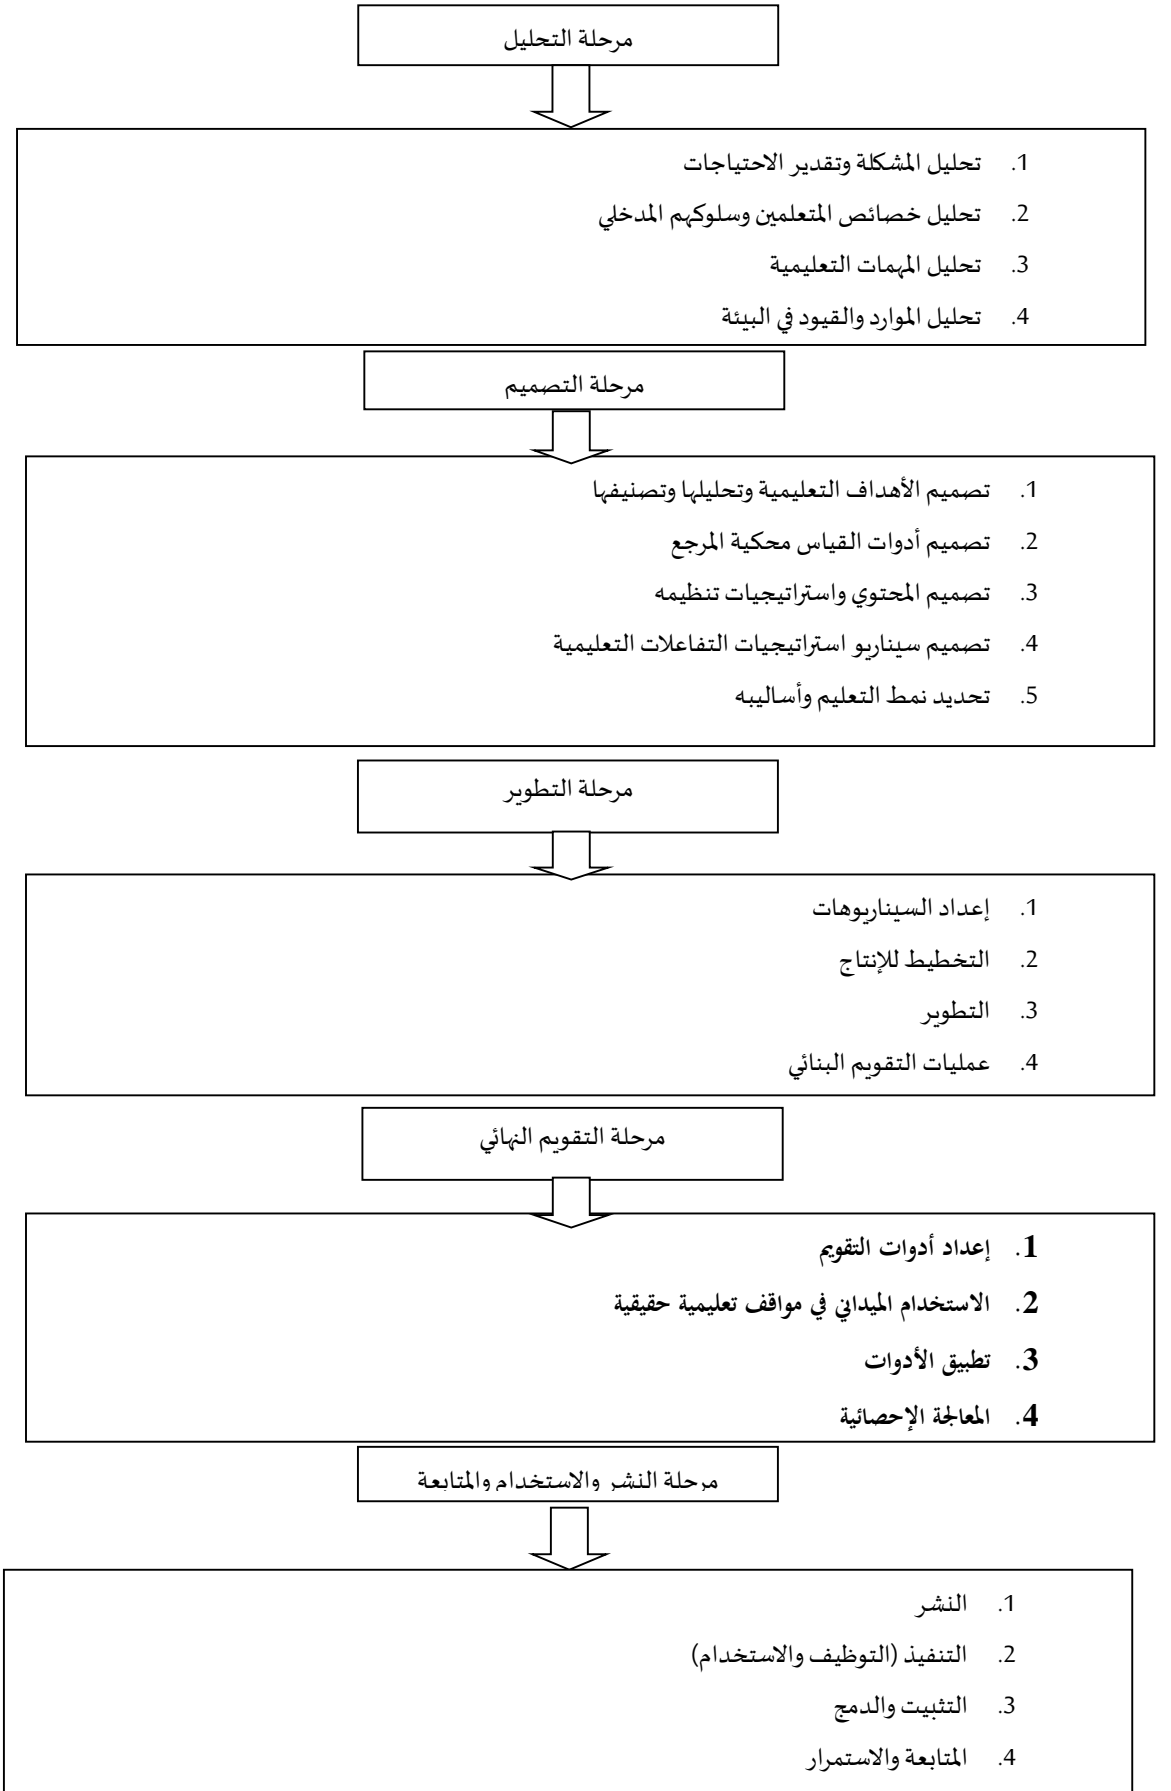 مرحلة التحليل
1. تحليل المشكلة وتقدير الاحتياجات
2. تحليل خصائص المتعلمين وسلوكهم المدخلي
3. تحليل المهمات التعليمية
4. تحليل الموارد والقيود في البيئة
مرحلة التصميم
1. تصميم الأهداف التعليمية وتحليلها وتصنيفها
2. تصميم أدوات القياس محكية المرجع
3. تصميم المحتوي واستراتيجيات تنظيمه
4. تصميم سيناريو استراتيجيات التفاعلات التعليمية
5. تحديد نمط التعليم وأساليبه
مرحلة التطوير
1. إعداد السيناريوهات
2. التخطيط للإنتاج
3. التطوير
4. عمليات التقويم البنائي
مرحلة التقويم النهائي
1. إعداد أدوات التقويم
2. الاستخدام الميداني في مواقف تعليمية حقيقية
3. تطبيق الأدوات
4. المعالجة الإحصائية
مرحلة النشر والاستخدام والمتابعة
1. النشر
2. التنفيذ (التوظيف والاستخدام)
3. التثبيت والدمج
4. المتابعة والاستمرار